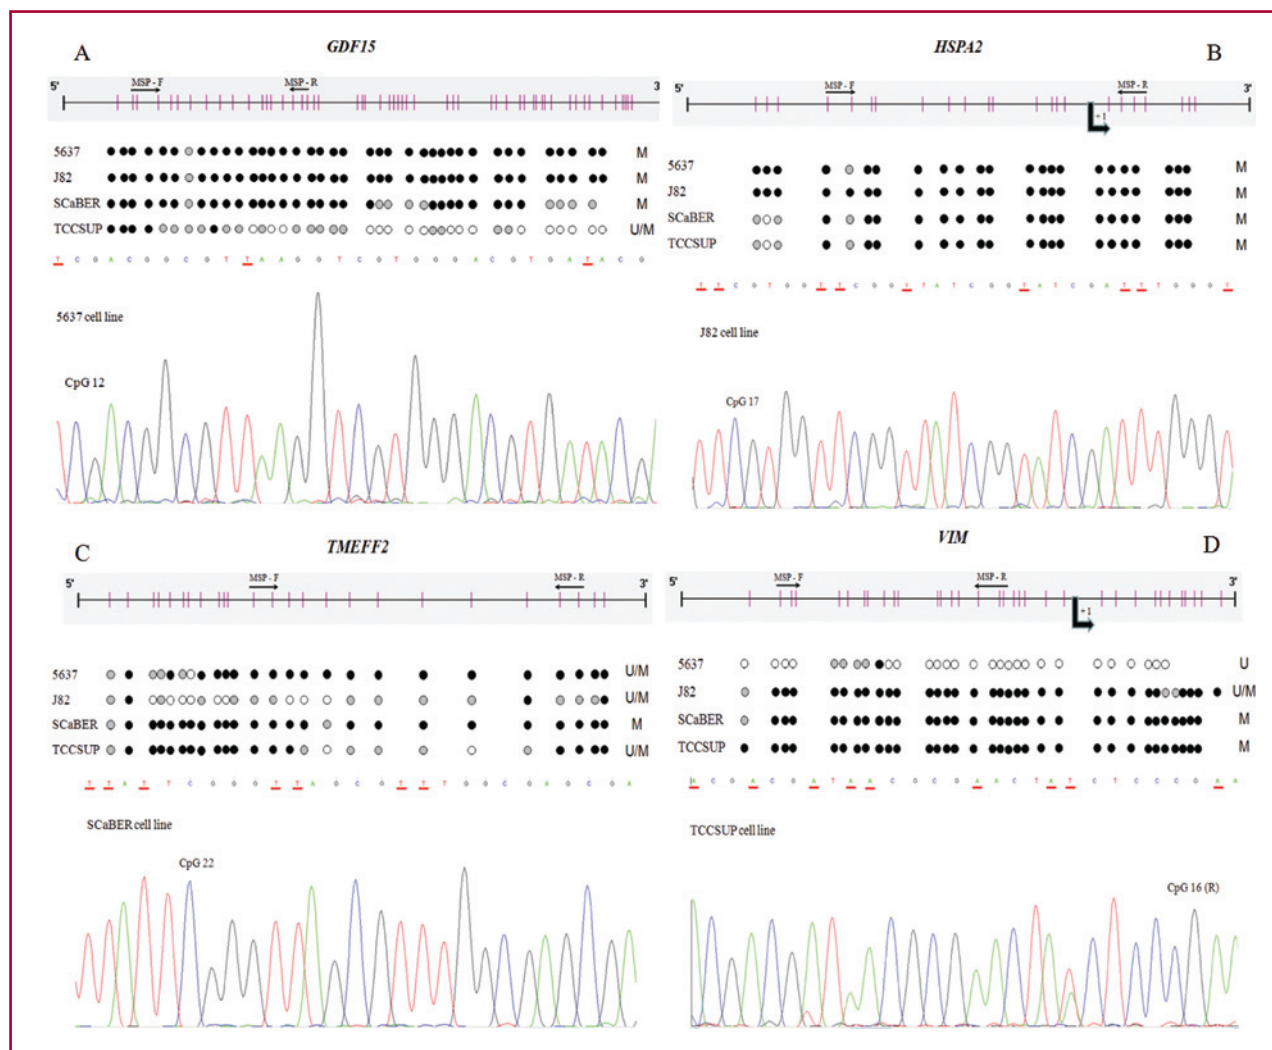 A
GDF15
5'
MSP - F
MSP - R
3'
5637
M
J82
M
SCaBER
M
TCCSUP
U/M
T C G A C G G C G T T A A G G T C G T G G G A C G T G A T A C G
5637 cell line
CpG 12
HSPA2
B
5'
MSP - F
MSP - R
3'
+1
5637
M
J82
M
SCaBER
M
TCCSUP
M
T T C G T G G T T C G G T T A T C G G T A T C G A T T T G G G T
J82 cell line
CpG 17
C
TMEFF2
5'
MSP - F
MSP - R
3'
5637
U/M
J82
U/M
SCaBER
M
TCCSUP
U/M
T T A T T C G G G T T A G C G T T T G G C G A G C G A
SCaBER cell line
CpG 22
VIM
D
5'
MSP - F
MSP - R
3'
+1
5637
U
J82
U/M
SCaBER
M
TCCSUP
M
A C G A C G A T A A C G C G A A C T A T C T C C C G A A
TCCSUP cell line
CpG 16 (R)